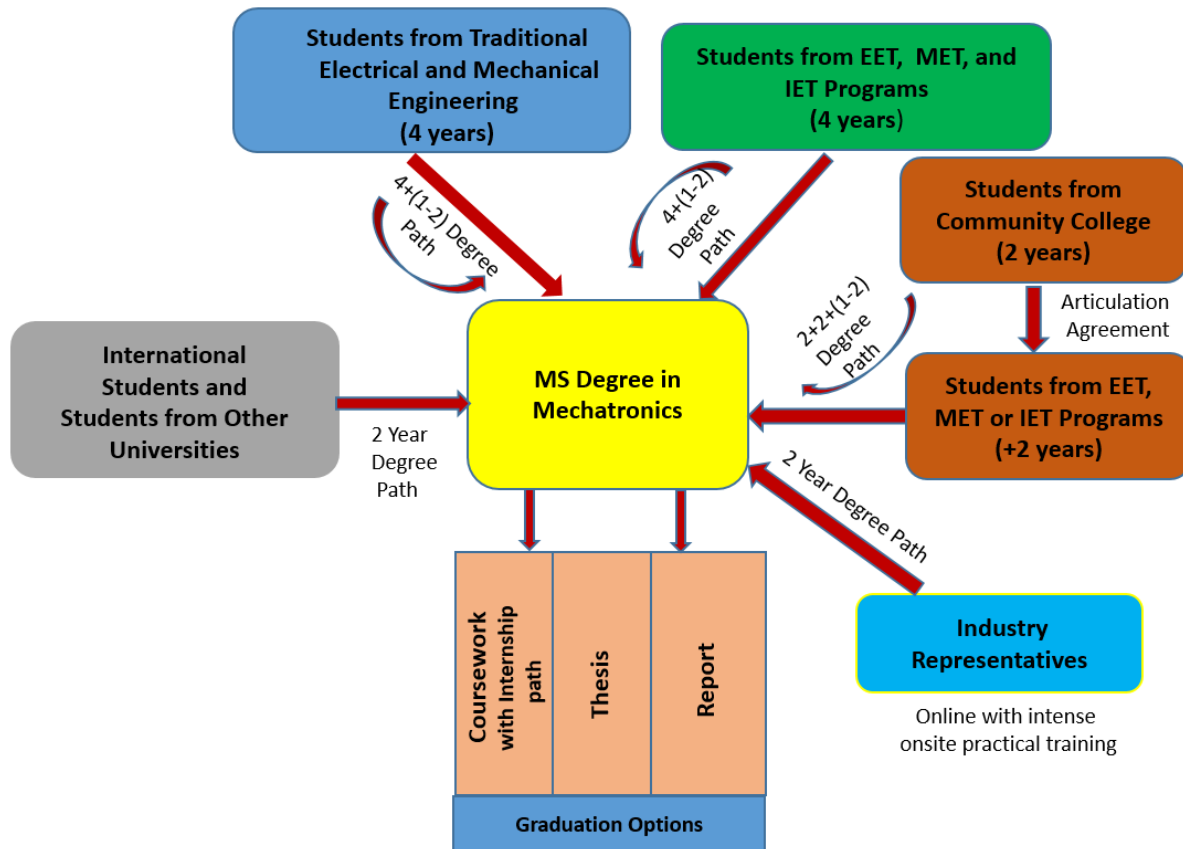 Students from Traditional
Electrical and Mechanical
Engineering
(4 years)
Students from EET, MET, and
IET Programs
(4 years)
4+(1-2) Degree
Path
4+(1-2)
Degree
Path
Students from
Community College
(2 years)
Articulation
Agreement
2+2+(1-2)
Degree
Path
International
Students and
Students from Other
Universities
2 Year
Degree
Path
MS Degree in
Mechatronics
Students from EET,
MET or IET Programs
(+2 years)
2 Year Degree Path
Industry
Representatives
Online with intense
onsite practical training
Coursework
with Internship
path
Thesis
Report
Graduation Options